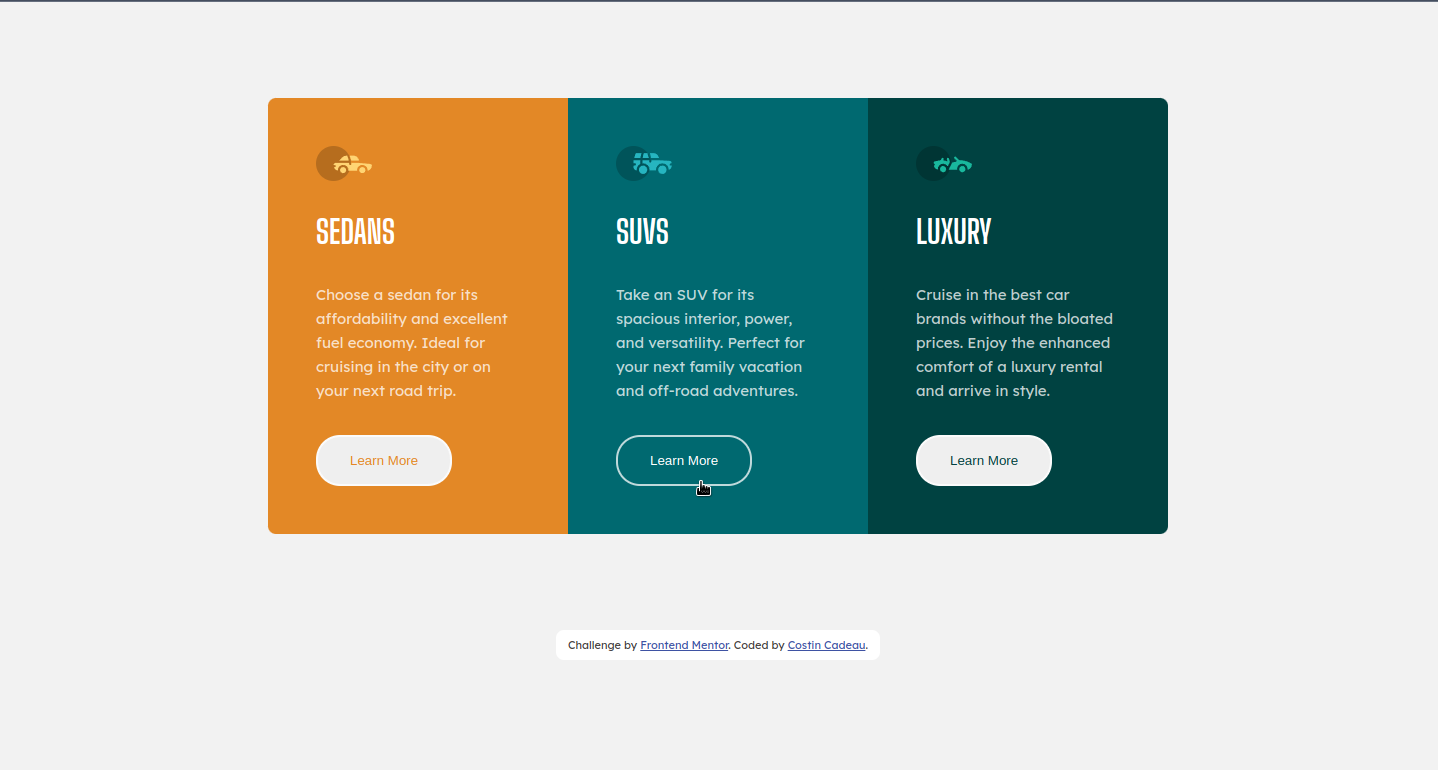 SEDANS
Choose a sedan for its
affordability and excellent
fuel economy. Ideal for
cruising in the city or on
your next road trip.
Learn More
SUVS
Take an SUV for its
spacious interior, power,
and versatility. Perfect for
your next family vacation
and off-road adventures.
Learn More
LUXURY
Cruise in the best car
brands without the bloated
prices. Enjoy the enhanced
comfort of a luxury rental
and arrive in style.
Learn More
Challenge by Frontend Mentor. Coded by Costin Cadeau.